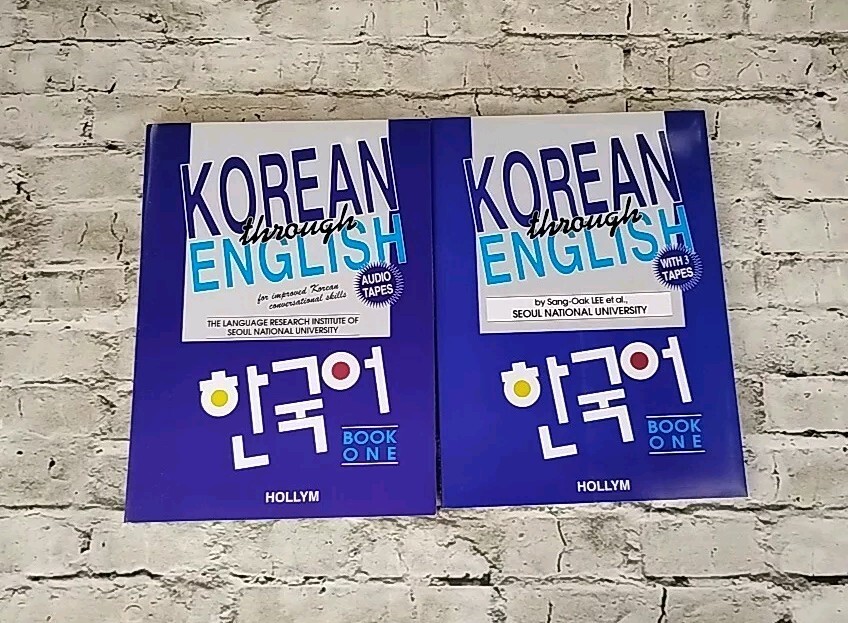 KOREAN
through
ENGLISH
AUDIO
TAPES
for improved Korean
conversational skills
THE LANGUAGE RESEARCH INSTITUTE OF
SEOUL NATIONAL UNIVERSITY
한국어
BOOK
ONE
HOLLYM
KOREAN
through
ENGLISH
WITH 3
TAPES
by Sang-Oak LEE et al.,
SEOUL NATIONAL UNIVERSITY
한국어
BOOK
ONE
HOLLYM